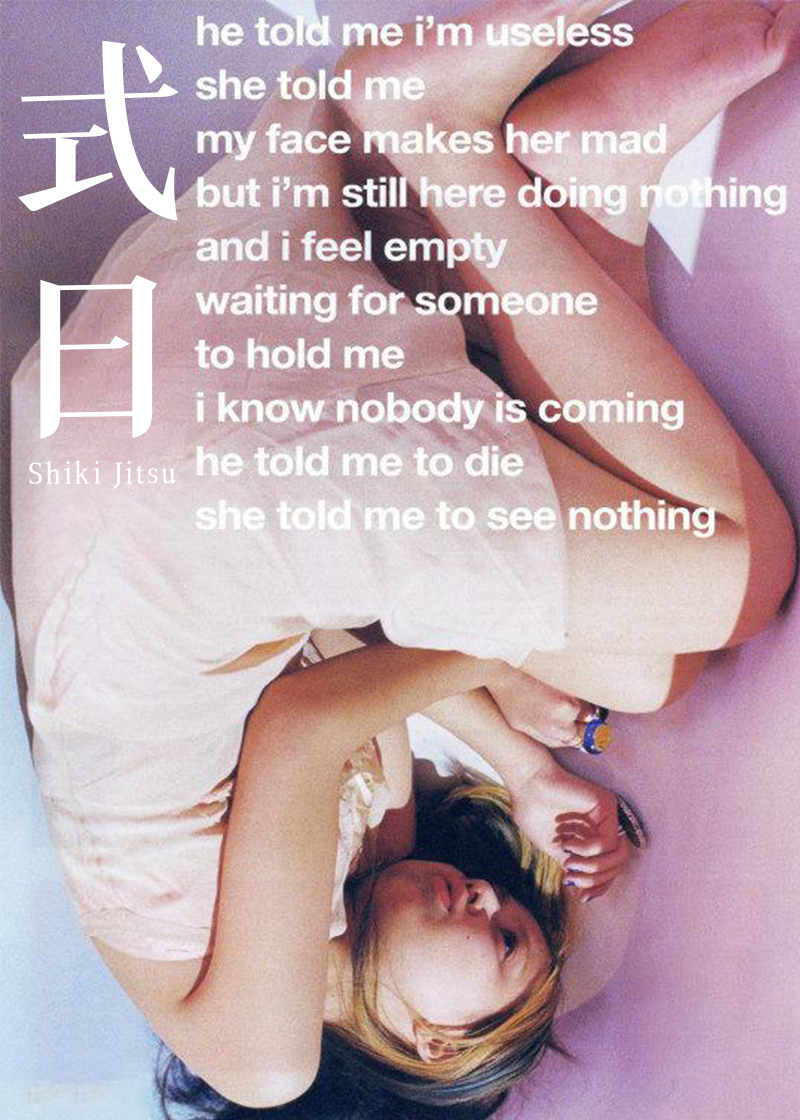 式日
Shiki Jitsu
he told me i’m useless
she told me
my face makes her mad
but i’m still here doing nothing
and i feel empty
waiting for someone
to hold me
i know nobody is coming
he told me to die
she told me to see nothing